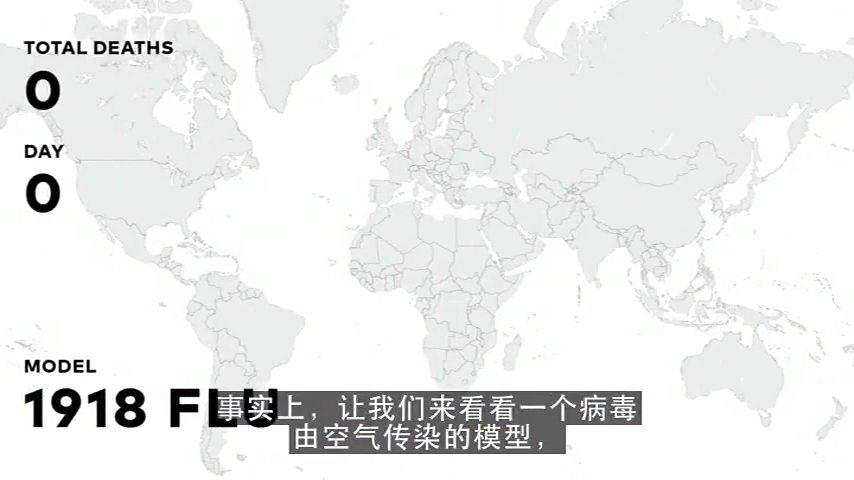 TOTAL DEATHS
0
DAY
0
MODEL
1918 FLU
事实上，让我们来看看一个病毒
由空气传染的模型，